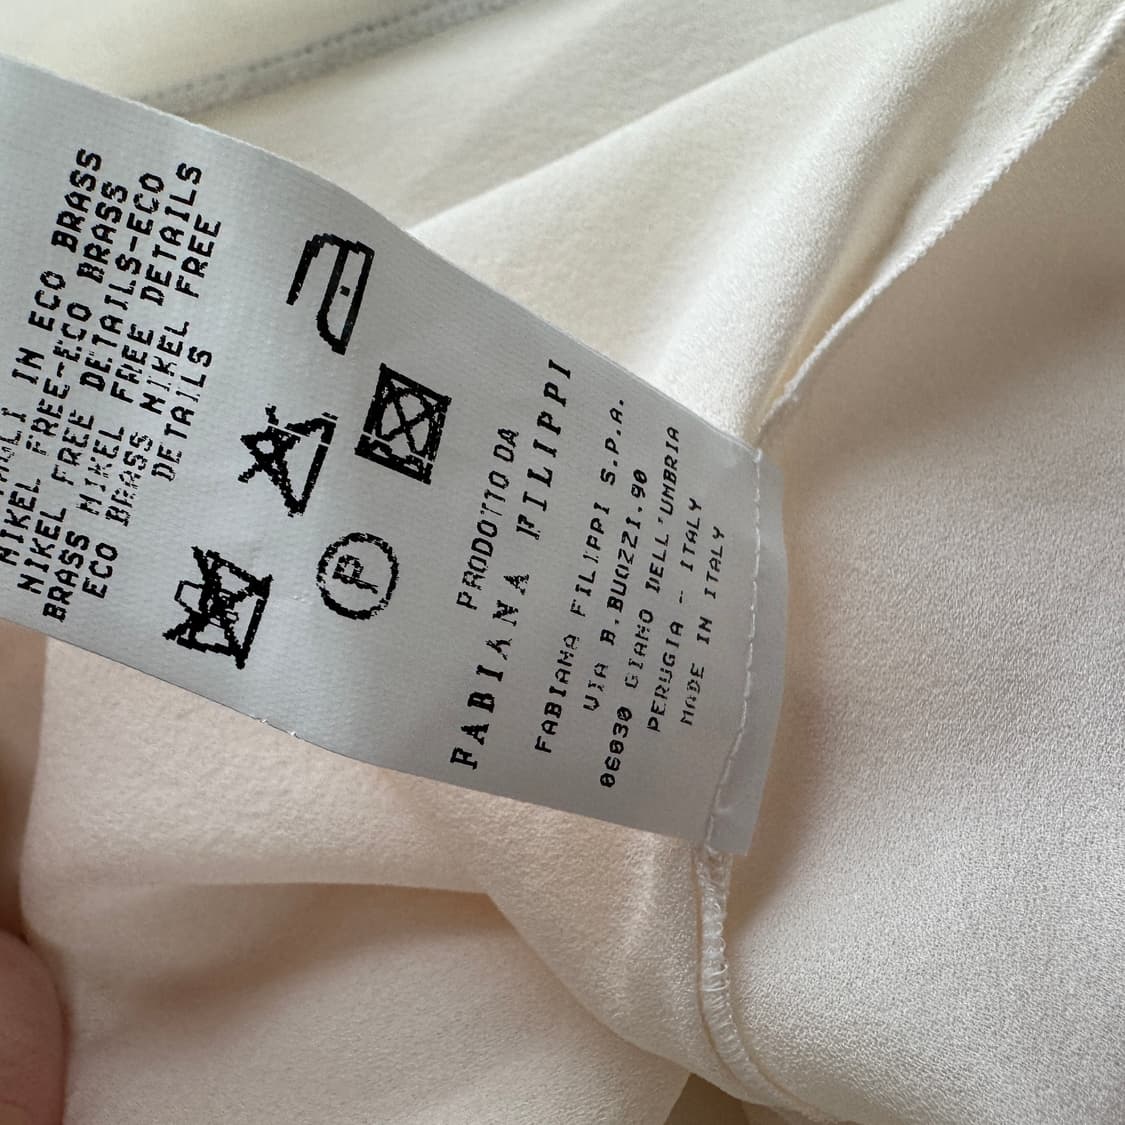 IN ECO BRASS
NIKEL FREE-ECO BRASS
NIKEL FREE DETAILS-ECO
BRASS NIKEL FREE DETAILS
ECO BRASS NIKEL FREE
DETAILS
P
PRODOTTO DA
FABIANA FILIPPI
FABIANA FILIPPI S.P.A.
VIA B.BUOZZI.90
06030 GIANO DELL'UMBRIA
PERUGIA - ITALY
MADE IN ITALY